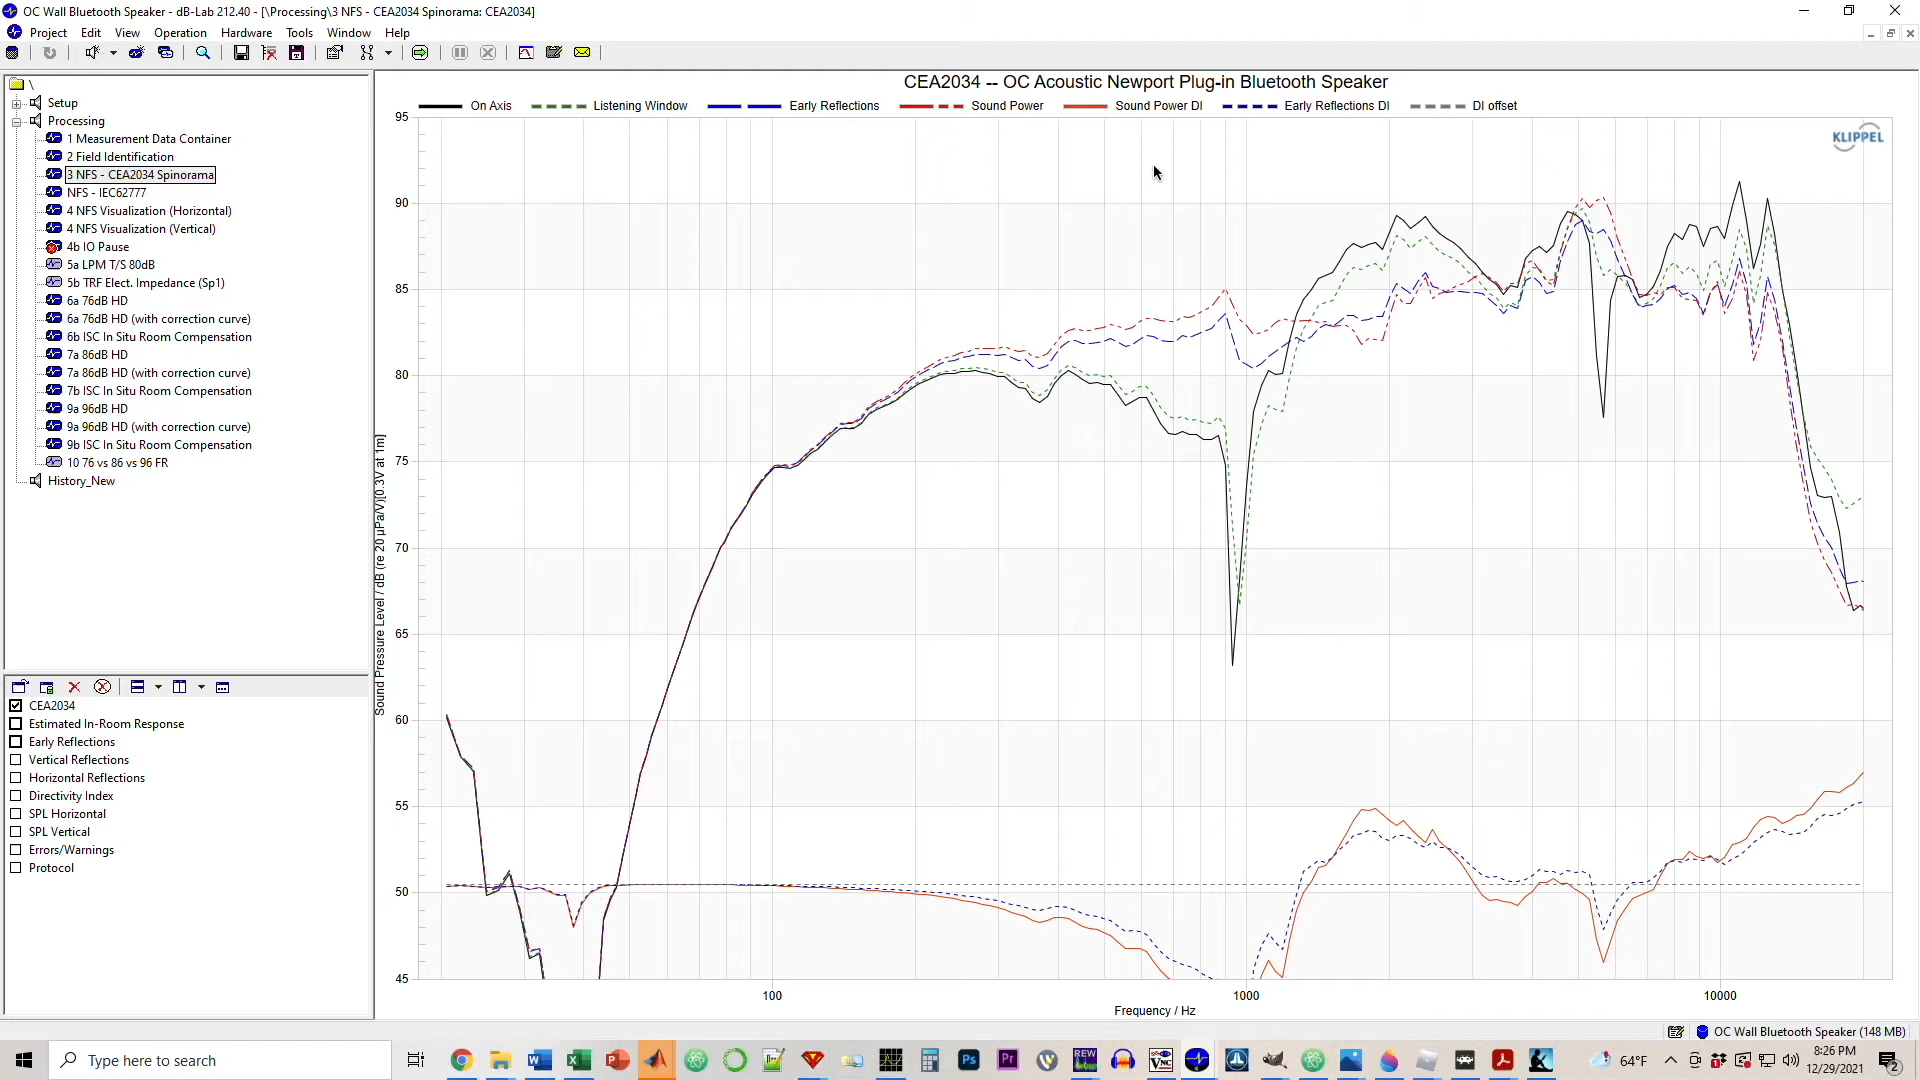 OC Wall Bluetooth Speaker - dB-Lab 212.40 - [\Processing\3 NFS - CEA2034 Spinorama: CEA2034]
Project Edit View Operation Hardware Tools Window Help
\
Setup
Processing
1 Measurement Data Container
2 Field Identification
3 NFS - CEA2034 Spinorama
NFS - IEC62777
4 NFS Visualization (Horizontal)
4 NFS Visualization (Vertical)
4b IO Pause
5a LPM T/S 80dB
5b TRF Elect. Impedance (Sp1)
6a 76dB HD
6a 76dB HD (with correction curve)
6b ISC In Situ Room Compensation
7a 86dB HD
7a 86dB HD (with correction curve)
7b ISC In Situ Room Compensation
9a 96dB HD
9a 96dB HD (with correction curve)
9b ISC In Situ Room Compensation
10 76 vs 86 vs 96 FR
History_New
CEA2034
Estimated In-Room Response
Early Reflections
Vertical Reflections
Horizontal Reflections
Directivity Index
SPL Horizontal
SPL Vertical
Errors/Warnings
Protocol
CEA2034 -- OC Acoustic Newport Plug-in Bluetooth Speaker
On Axis Listening Window Early Reflections Sound Power Sound Power DI Early Reflections DI DI offset
KLIPPEL
95
90
85
80
75
70
65
60
55
50
45
Sound Pressure Level / dB (re 20 µPa/V)[0.3V at 1m]
100 1000 10000
Frequency / Hz
OC Wall Bluetooth Speaker (148 MB)
Type here to search
Ps
Pr
REW
VNC
64°F
8:26 PM
12/29/2021
2